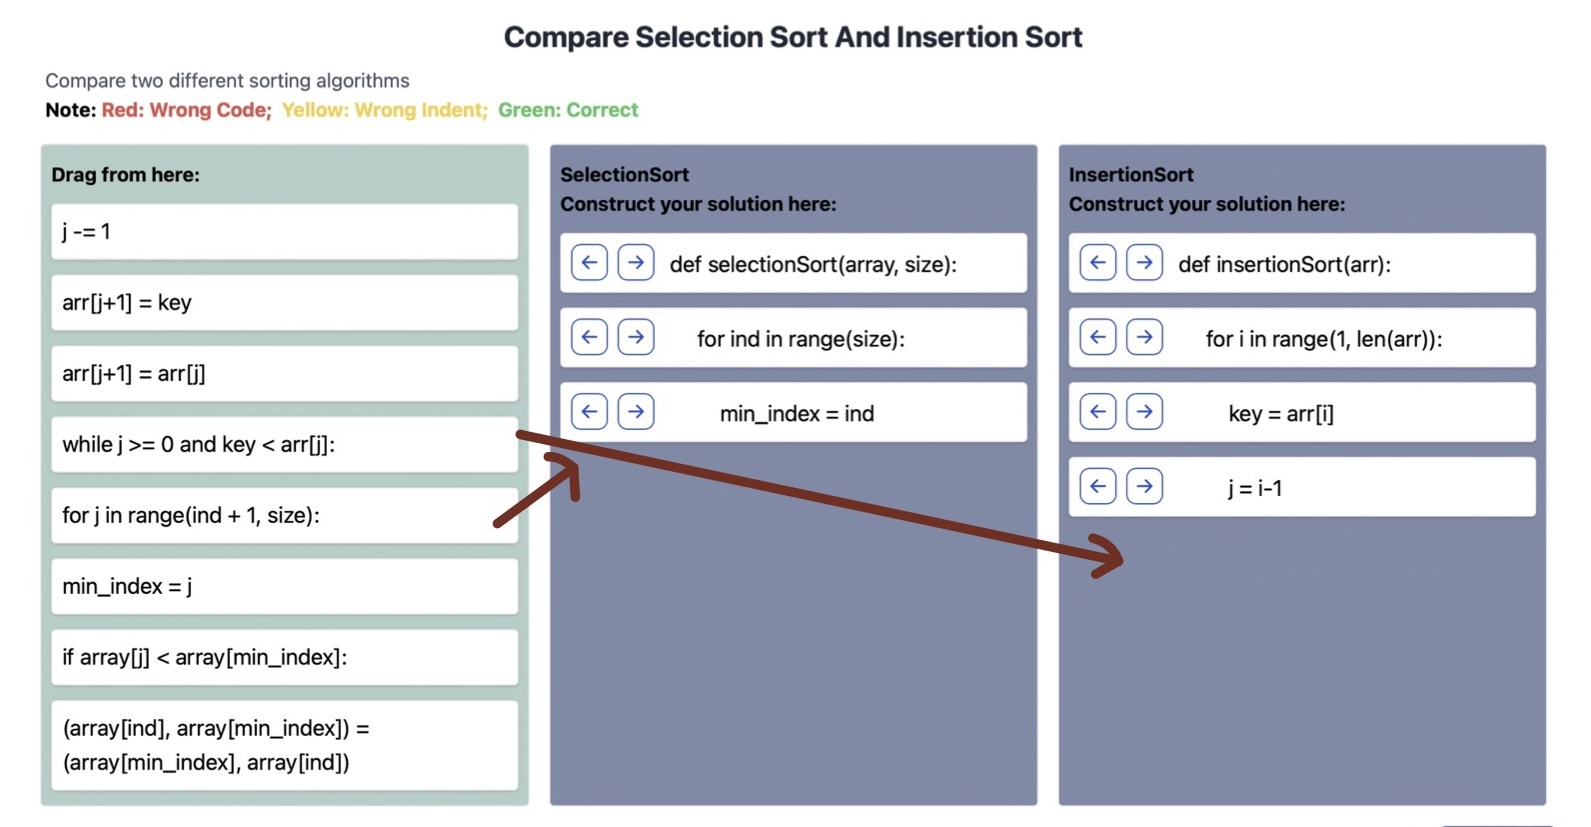 Compare Selection Sort And Insertion Sort
Compare two different sorting algorithms
Note: Red: Wrong Code; Yellow: Wrong Indent; Green: Correct
Drag from here:
j -= 1
arr[j+1] = key
arr[j+1] = arr[j]
while j >= 0 and key < arr[j]:
for j in range(ind + 1, size):
min_index = j
if array[j] < array[min_index]:
(array[ind], array[min_index]) =
(array[min_index], array[ind])
SelectionSort
Construct your solution here:
def selectionSort(array, size):
for ind in range(size):
min_index = ind
InsertionSort
Construct your solution here:
def insertionSort(arr):
for i in range(1, len(arr)):
key = arr[i]
j = i-1